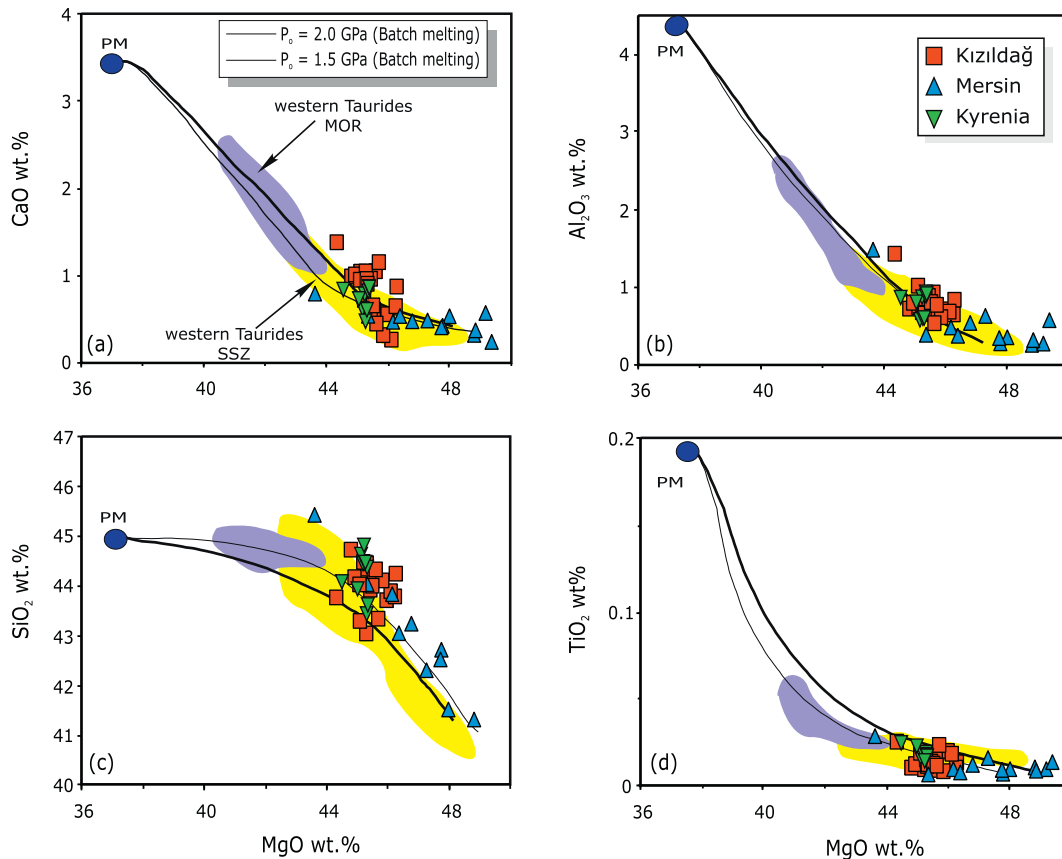 4
3
2
1
0
36
40
44
48
CaO wt.%
PM
P₀ = 2.0 GPa (Batch melting)
P₀ = 1.5 GPa (Batch melting)
western Taurides
MOR
western Taurides
SSZ
(a)
4
3
2
1
0
36
40
44
48
Al₂O₃ wt.%
PM
Kızıldağ
Mersin
Kyrenia
(b)
47
46
45
44
43
42
41
40
36
40
44
48
SiO₂ wt.%
PM
(c)
MgO wt.%
0.2
0.1
0
36
40
44
48
TiO₂ wt%
PM
(d)
MgO wt.%